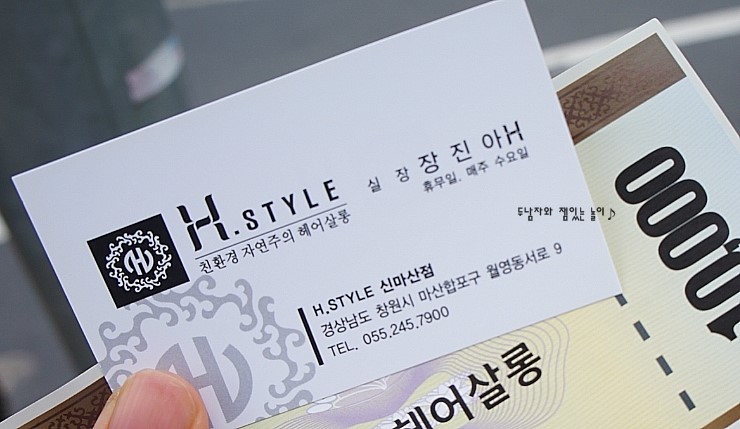 H.STYLE
친환경 자연주의 헤어살롱
실 장 장 진 아H
휴무일. 매주 수요일
H.STYLE 신마산점
경상남도 창원시 마산합포구 월영동서로 9
TEL. 055.245.7900
두남자와 잼있는 놀이♪
헤어살롱